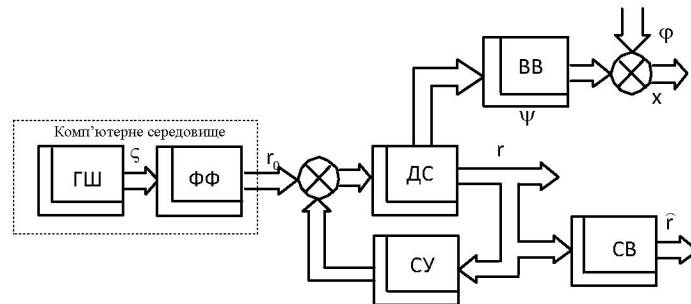 φ
ВВ
x
ψ
Комп'ютерне середовище
ς
r₀
r
ГШ
ФФ
ДС
r̂
СУ
СВ